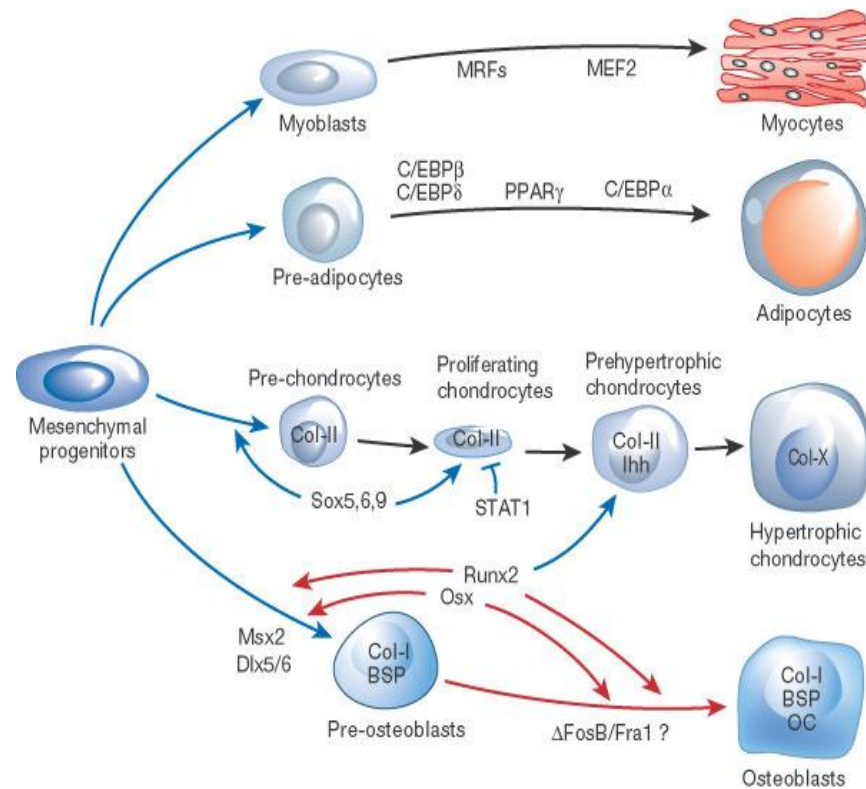 MRFs
MEF2
Myoblasts
Myocytes
C/EBPβ
C/EBPδ
PPARγ
C/EBPα
Pre-adipocytes
Adipocytes
Mesenchymal
progenitors
Pre-chondrocytes
Col-II
Proliferating
chondrocytes
Col-II
Prehypertrophic
chondrocytes
Col-II
Ihh
Col-X
Hypertrophic
chondrocytes
Sox5,6,9
STAT1
Runx2
Osx
Msx2
Dlx5/6
Col-I
BSP
Pre-osteoblasts
ΔFosB/Fra1 ?
Col-I
BSP
OC
Osteoblasts